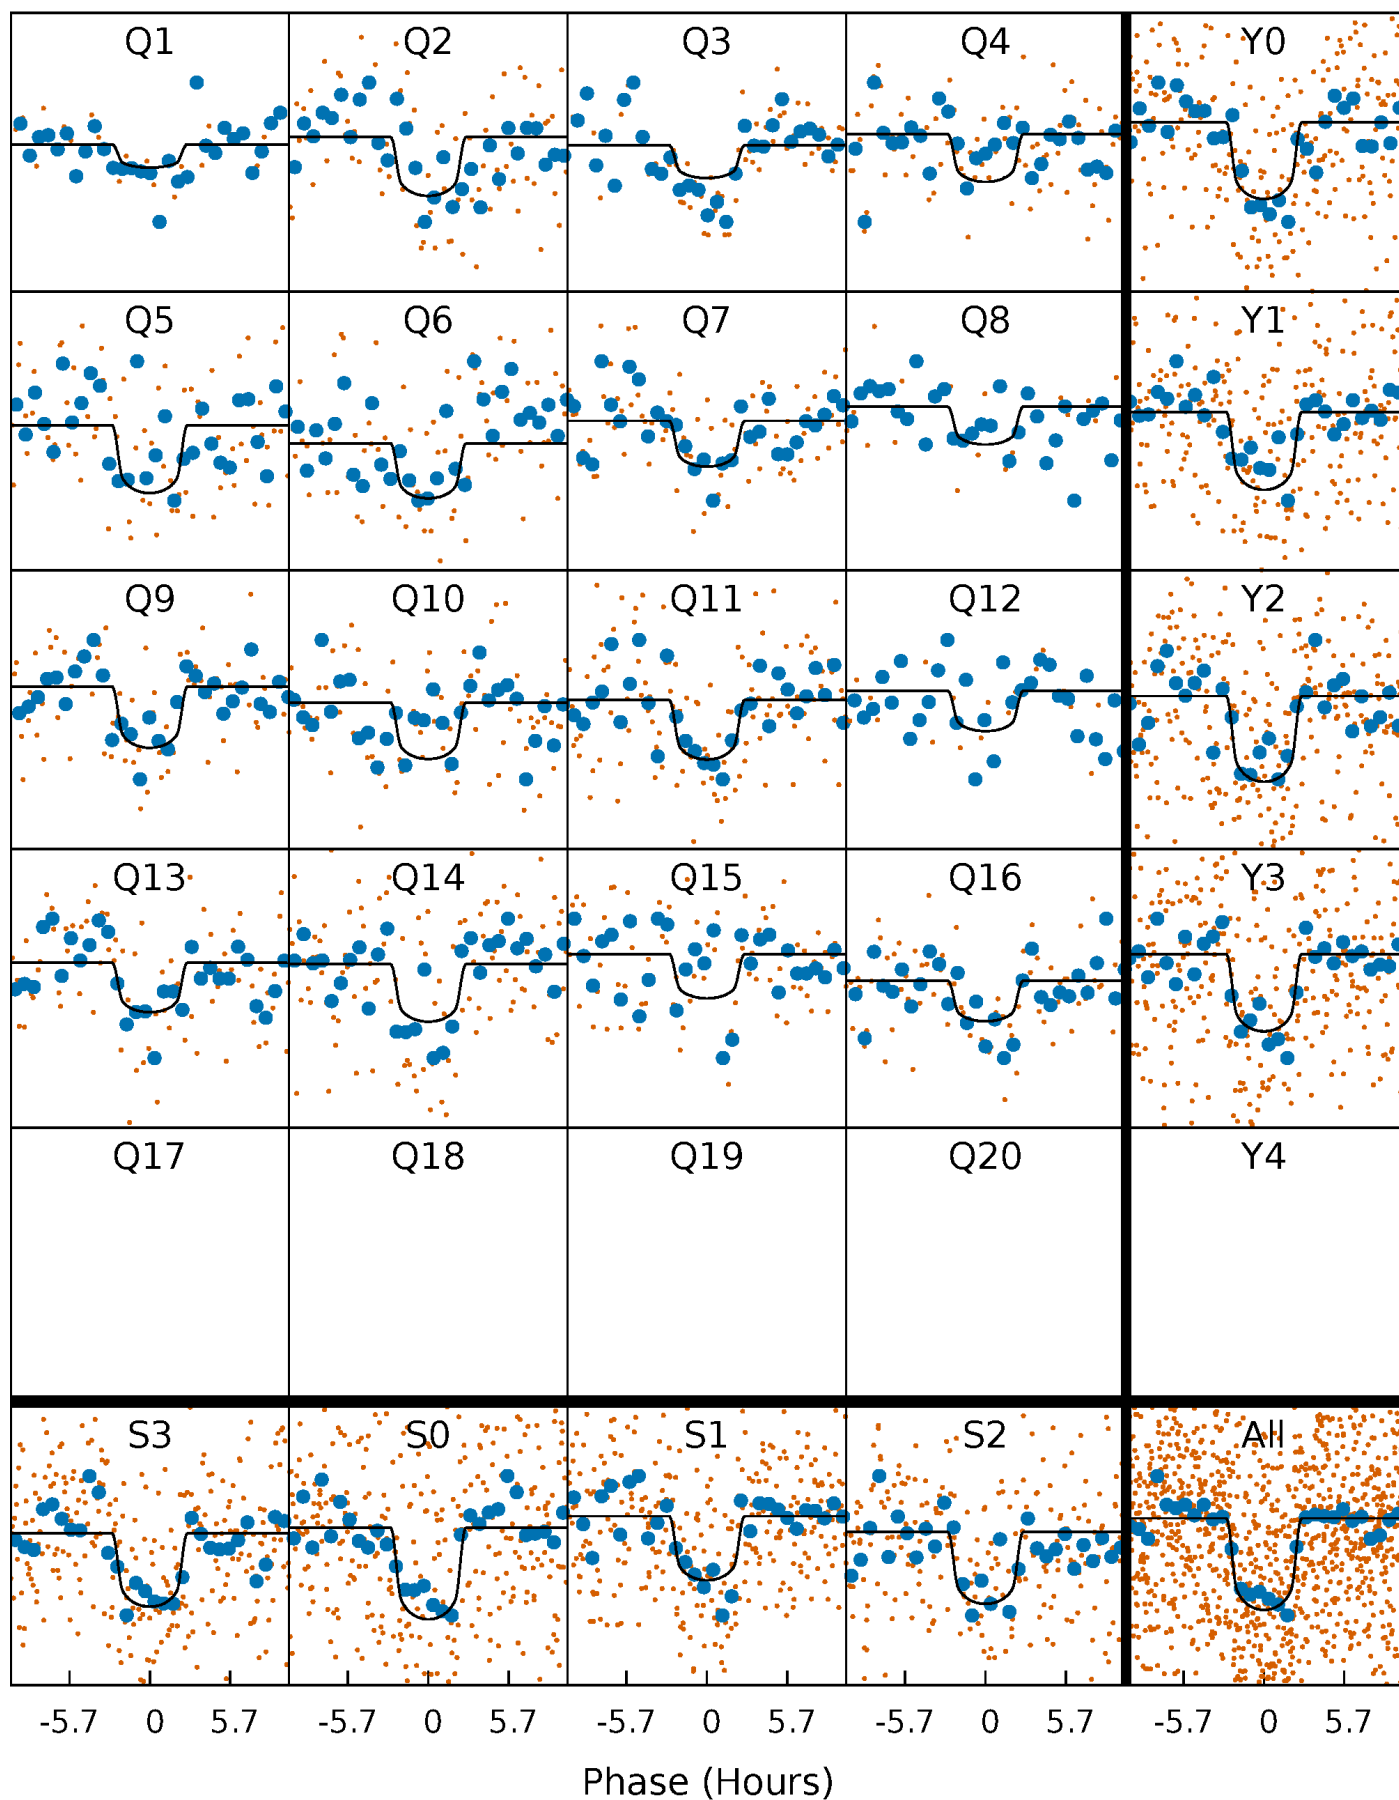 Q1 Q2 Q3 Q4 Y0
Q5 Q6 Q7 Q8 Y1
Q9 Q10 Q11 Q12 Y2
Q13 Q14 Q15 Q16 Y3
Q17 Q18 Q19 Q20 Y4
S3 S0 S1 S2 All
-5.7 0 5.7 -5.7 0 5.7 -5.7 0 5.7 -5.7 0 5.7 -5.7 0 5.7
Phase (Hours)